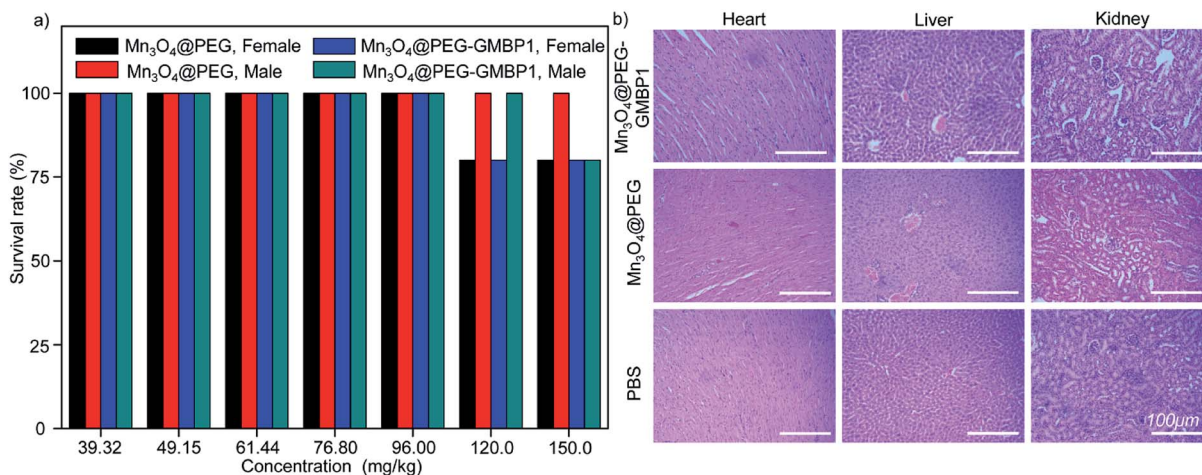 a)
Mn₃O₄@PEG, Female
Mn₃O₄@PEG-GMBP1, Female
Mn₃O₄@PEG, Male
Mn₃O₄@PEG-GMBP1, Male
Survival rate (%)
100
75
50
25
0
39.32 49.15 61.44 76.80 96.00 120.0 150.0
Concentration (mg/kg)
b)
Heart Liver Kidney
Mn₃O₄@PEG-
GMBP1
Mn₃O₄@PEG
PBS
100μm